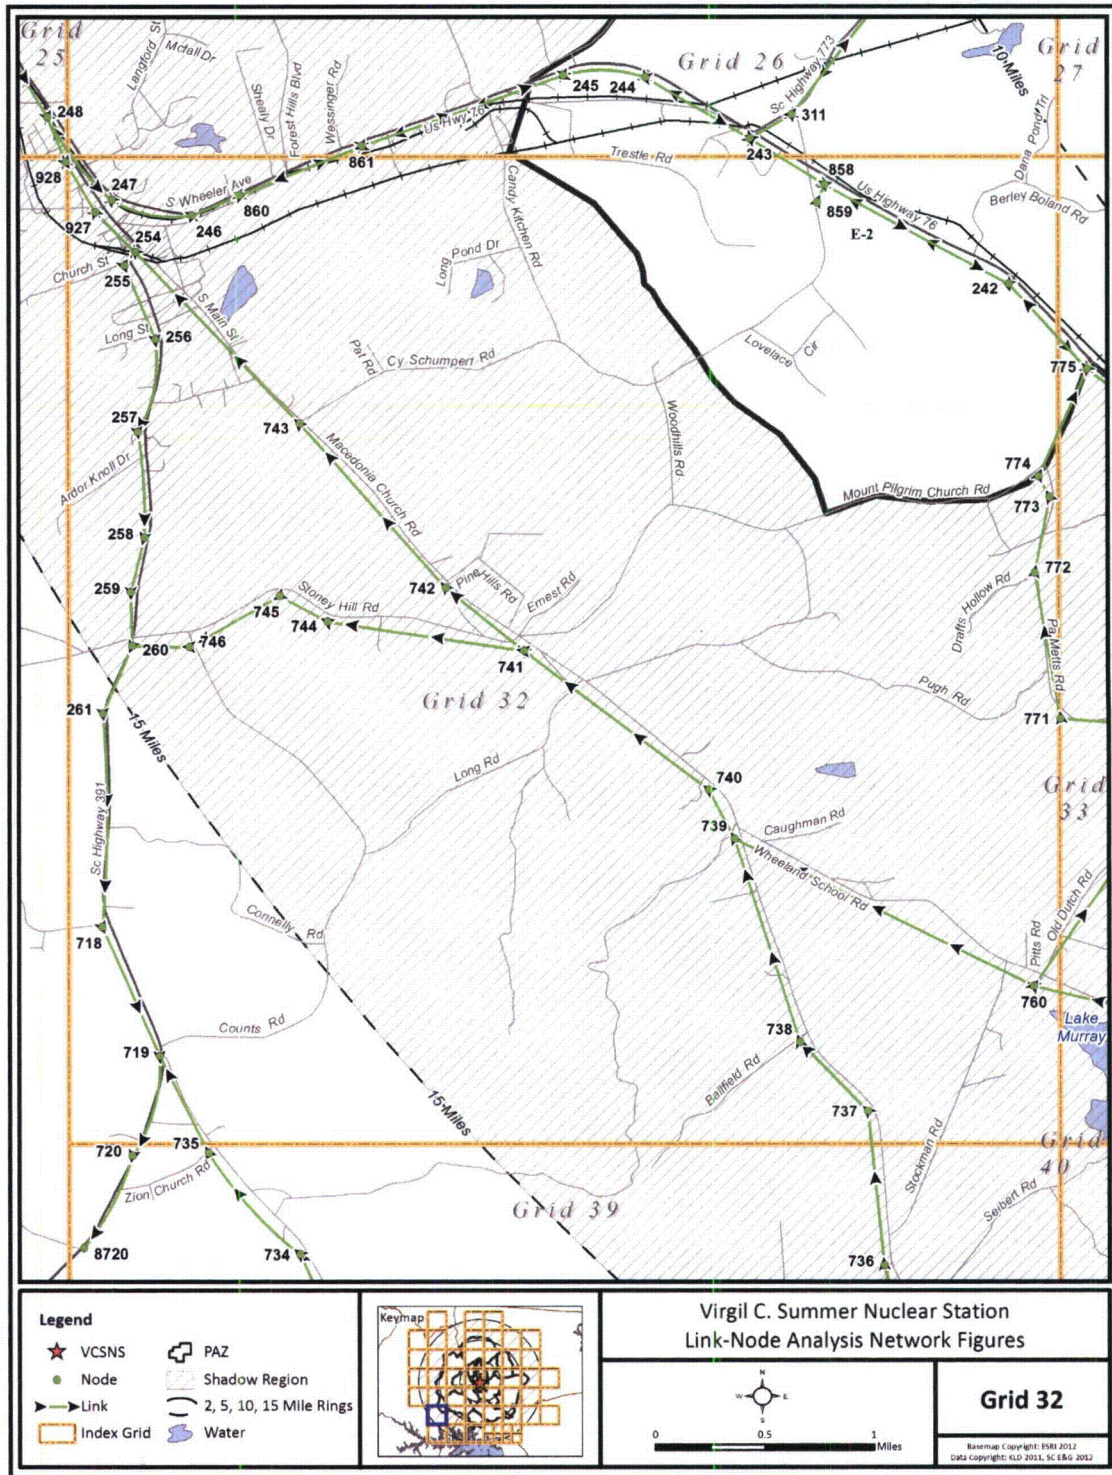 Grid
25
Langford St
Mcfall Dr
Shealy Dr
Forest Hills Blvd
Wessinger Rd
Us Hwy 76
245
244
Grid 26
Sc Highway 773
10 Miles
Grid
27
248
928
247
927
S Wheeler Ave
861
860
246
254
Church St
255
Trestle Rd
243
311
858
859
Us Highway 76
E-2
242
Dana Pond Trl
Berley Boland Rd
Candy Kitchen Rd
Long Pond Dr
S Main St
Long St
256
Pat Rd
Cy Schumpert Rd
Lovelace Cir
775
257
743
Macedonia Church Rd
Woodhills Rd
Ardor Knoll Dr
774
Mount Pilgrim Church Rd
773
258
772
259
Stoney Hill Rd
742
Pine Hills Rd
Ernest Rd
Drafts Hollow Rd
745
744
746
260
741
Pa Metts Rd
Grid 32
Pugh Rd
771
261
15 Miles
Long Rd
740
Grid
33
Sc Highway 391
739
Caughman Rd
Wheeland School Rd
Old Dutch Rd
Pitts Rd
Connelly Rd
718
760
Lake
Murray
Counts Rd
719
738
Ballfield Rd
15 Miles
737
720
735
Grid
40
Zion Church Rd
Stockman Rd
Seibert Rd
Grid 39
8720
734
736
Legend
VCSNS
PAZ
Node
Shadow Region
Link
2, 5, 10, 15 Mile Rings
Index Grid
Water
Keymap
Virgil C. Summer Nuclear Station
Link-Node Analysis Network Figures
N
W
E
S
0
0.5
1
Miles
Grid 32
Basemap Copyright: ESRI 2012
Data Copyright: KLD 2011, SC E&G 2012